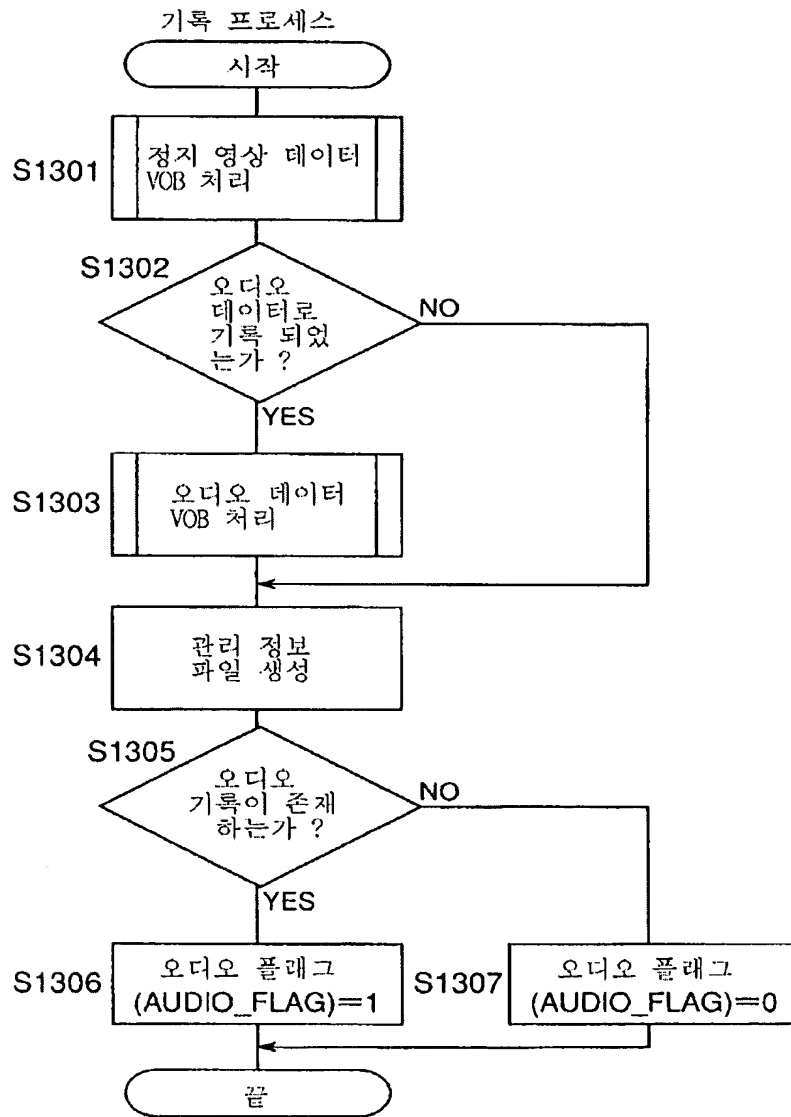 기록 프로세스
시작
S1301
정지 영상 데이터
VOB 처리
S1302
오디오
데이터로
기록 되었
는가 ?
NO
YES
S1303
오디오 데이터
VOB 처리
S1304
관리 정보
파일 생성
S1305
오디오
기록이 존재
하는가 ?
NO
YES
S1306
오디오 플래그
(AUDIO_FLAG)=1
S1307
오디오 플래그
(AUDIO_FLAG)=0
끝